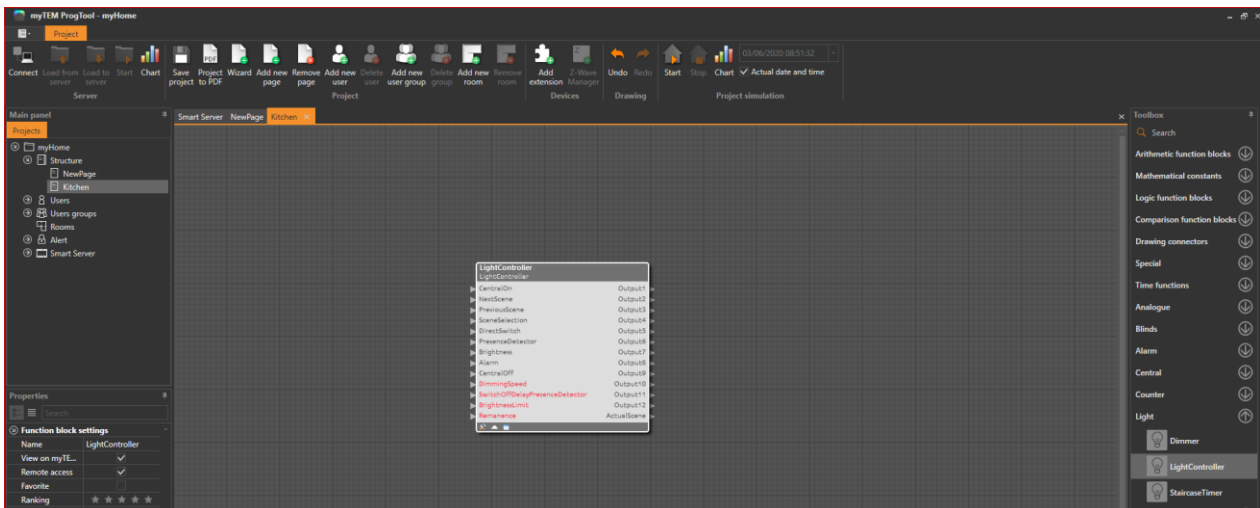 myTEM ProgTool - myHome
Project
Connect Load from server Load to server Start Chart
Server
Save project Project to PDF Wizard Add new page Remove page Add new user Delete user Add new user group Delete group Add new room Remove room
Project
Add extension Z-Wave Manager
Devices
Undo Redo
Drawing
Start Stop Chart 03/06/2020 08:51:32
Actual date and time
Project simulation
Main panel
Projects
myHome
Structure
NewPage
Kitchen
Users
Users groups
Rooms
Alert
Smart Server
Properties
Search
Function block settings
Name LightController
View on myTE...
Remote access
Favorite
Ranking
Smart Server NewPage Kitchen
LightController
LightController
CentralOn Output1
NextScene Output2
PreviousScene Output3
SceneSelection Output4
DirectSwitch Output5
PresenceDetector Output6
Brightness Output7
Alarm Output8
CentralOff Output9
DimmingSpeed Output10
SwitchOffDelayPresenceDetector Output11
BrightnessLimit Output12
Remanence ActualScene
Toolbox
Search
Arithmetic function blocks
Mathematical constants
Logic function blocks
Comparison function blocks
Drawing connectors
Special
Time functions
Analogue
Blinds
Alarm
Central
Counter
Light
Dimmer
LightController
StaircaseTimer